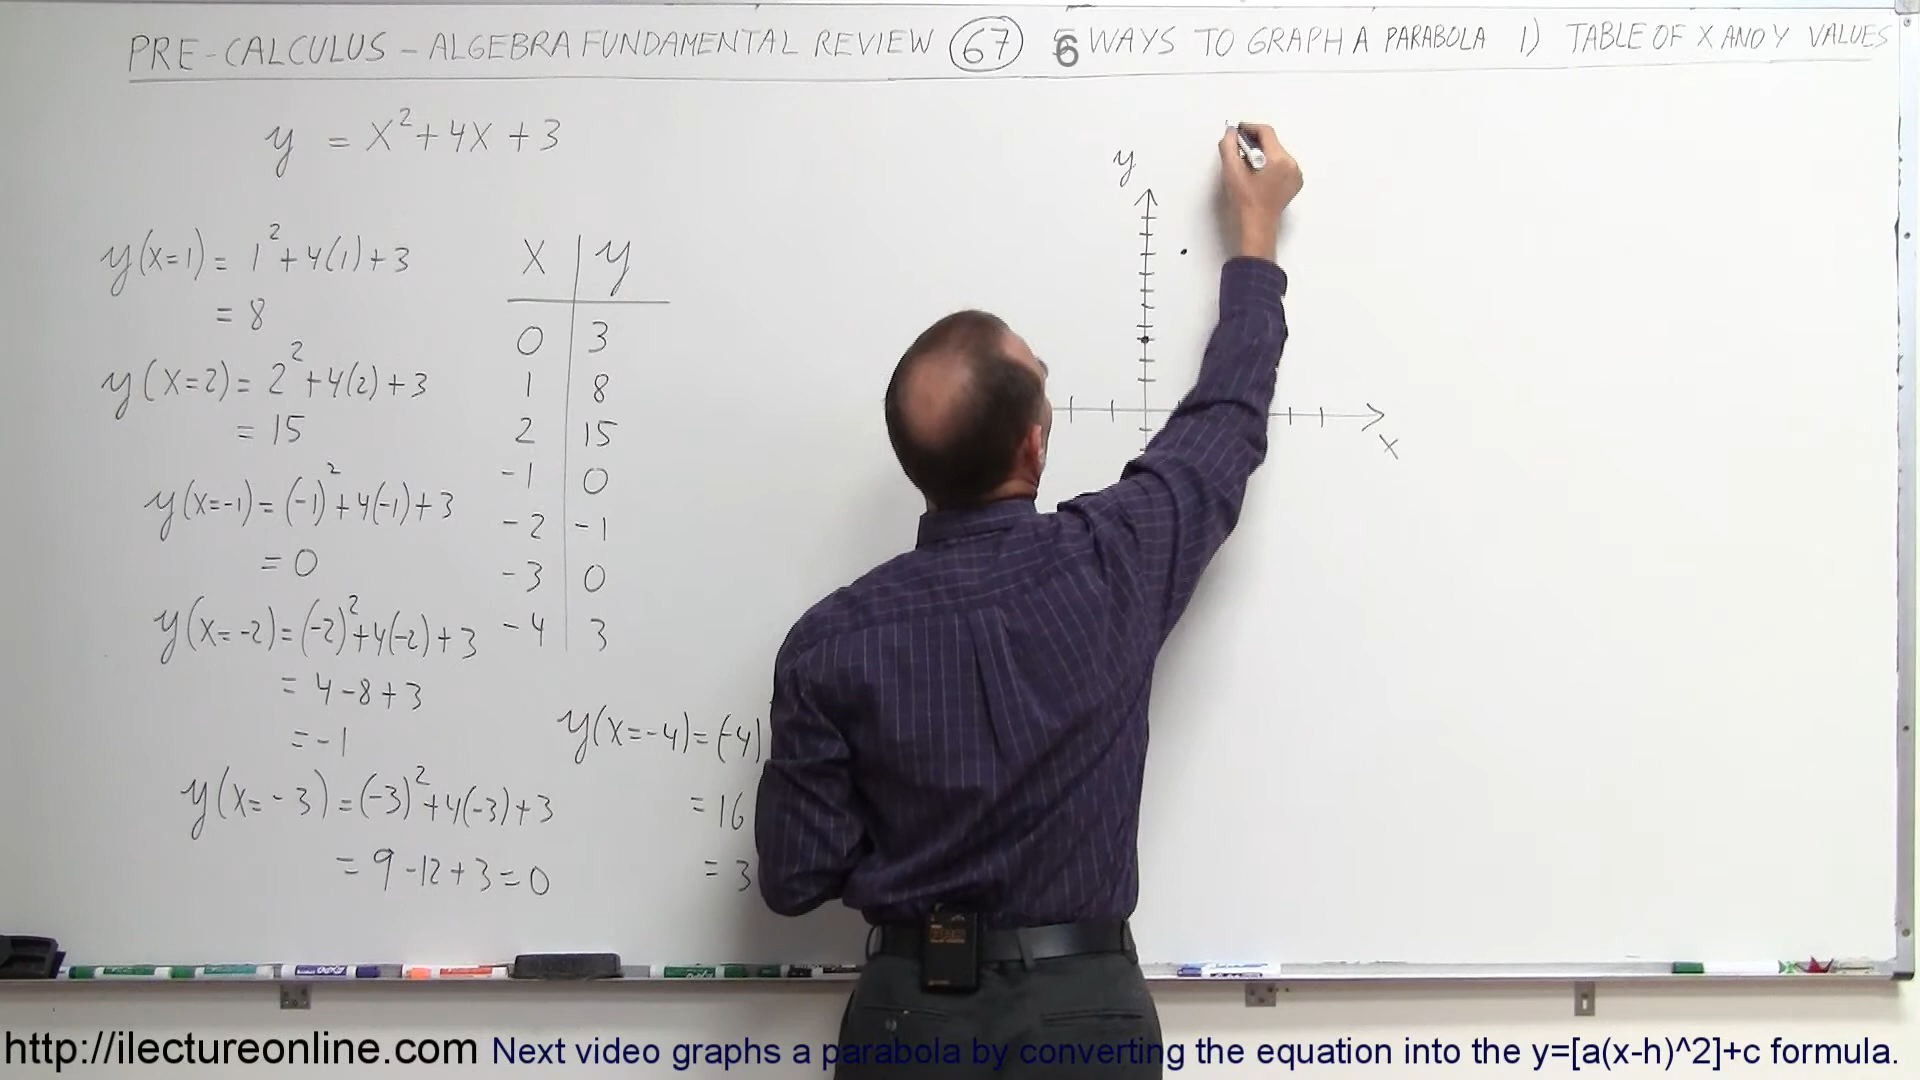 PRE-CALCULUS - ALGEBRA FUNDAMENTAL REVIEW 67 6 WAYS TO GRAPH A PARABOLA 1) TABLE OF X AND Y VALUES
y = x²+4x+3
y(x=1) = 1²+4(1)+3
= 8
y(x=2) = 2²+4(2)+3
= 15
y(x=-1) = (-1)²+4(-1)+3
= 0
y(x=-2) = (-2)²+4(-2)+3
= 4-8+3
= -1
y(x=-3) = (-3)²+4(-3)+3
= 9-12+3=0
x | y
0 3
1 8
2 15
-1 0
-2 -1
-3 0
-4 3
y(x=-4)=(-4)
= 16
= 3
y
x
http://ilectureonline.com Next video graphs a parabola by converting the equation into the y=[a(x-h)^2]+c formula.